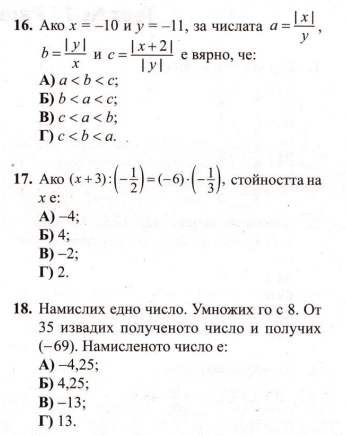 16. Ако x = –10 и y = –11, за числата a = |x|/y,
b = |y|/x и c = |x+2|/|y| е вярно, че:
А) a < b < c;
Б) b < a < c;
В) c < a < b;
Г) c < b < a.
17. Ако (x+3):(–1/2) = (–6)·(–1/3), стойността на
x е:
А) –4;
Б) 4;
В) –2;
Г) 2.
18. Намислих едно число. Умножих го с 8. От
35 извадих полученото число и получих
(–69). Намисленото число е:
А) –4,25;
Б) 4,25;
В) –13;
Г) 13.